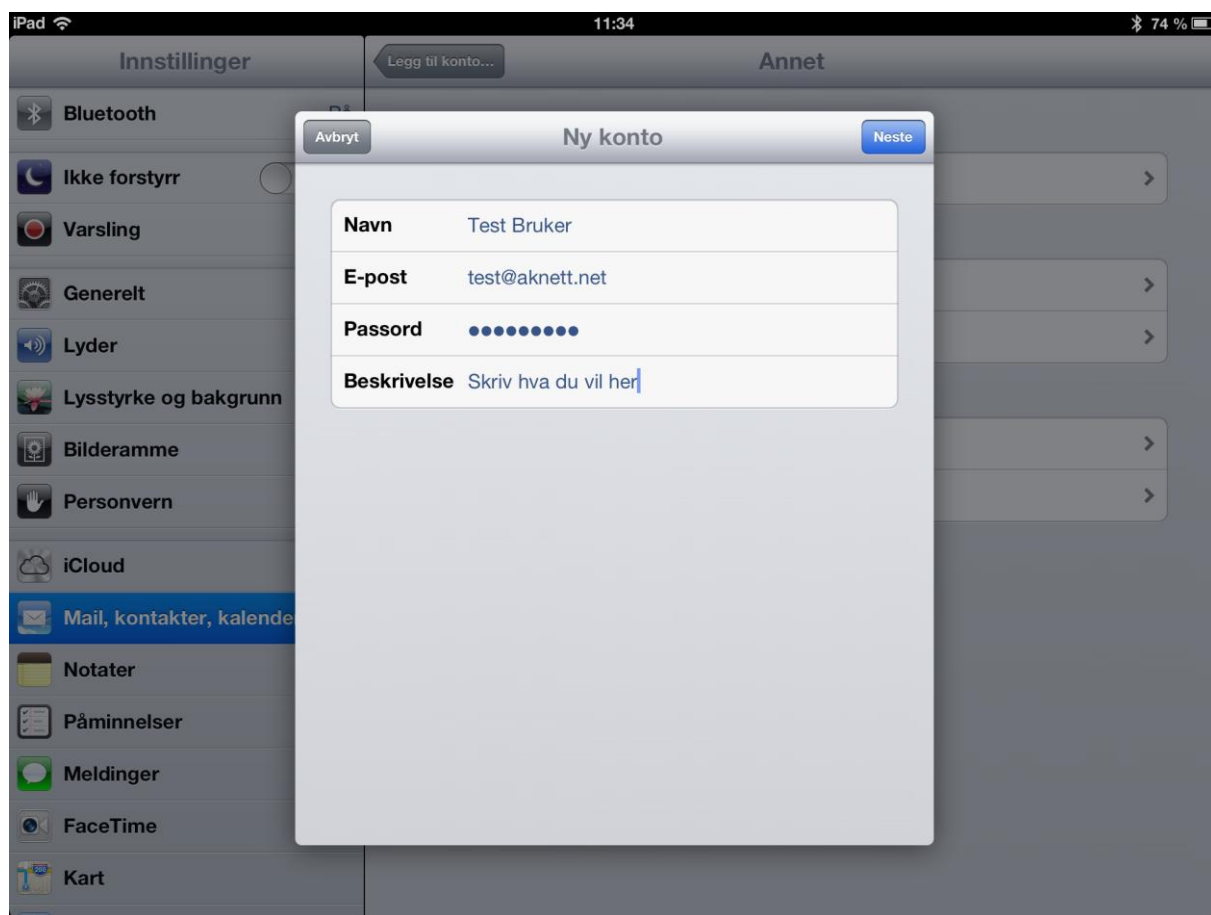 iPad 11:34 74 %
Innstillinger
Legg til konto...
Annet
Bluetooth
Ikke forstyrr
Varsling
Generelt
Lyder
Lysstyrke og bakgrunn
Bilderamme
Personvern
iCloud
Mail, kontakter, kalende
Notater
Påminnelser
Meldinger
FaceTime
Kart
Avbryt
Ny konto
Neste
Navn Test Bruker
E-post test@aknett.net
Passord •••••••••
Beskrivelse Skriv hva du vil her